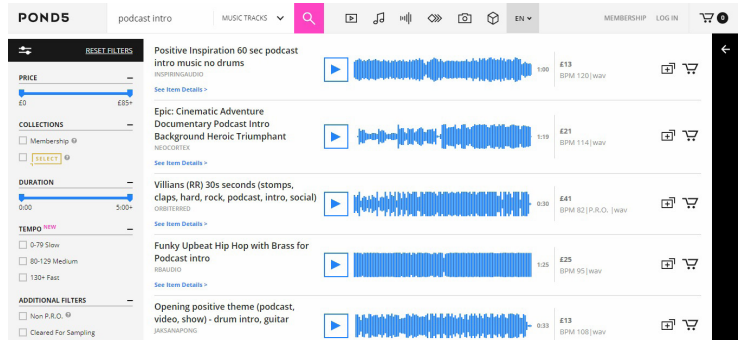 POND5
podcast intro
MUSIC TRACKS
EN
MEMBERSHIP LOG IN
0
RESET FILTERS
PRICE
£0 £85+
COLLECTIONS
Membership
SELECT
DURATION
0:00 5:00+
TEMPO NEW
0-79 Slow
80-129 Medium
130+ Fast
ADDITIONAL FILTERS
Non P.R.O.
Cleared For Sampling
Positive Inspiration 60 sec podcast
intro music no drums
INSPIRINGAUDIO
See Item Details >
1:00
£13
BPM 120|wav
Epic: Cinematic Adventure
Documentary Podcast Intro
Background Heroic Triumphant
NEOCORTEX
See Item Details >
1:19
£21
BPM 114|wav
Villians (RR) 30s seconds (stomps,
claps, hard, rock, podcast, intro, social)
ORBITERRED
See Item Details >
0:30
£41
BPM 82|P.R.O. |wav
Funky Upbeat Hip Hop with Brass for
Podcast intro
RBAUDIO
See Item Details >
1:25
£25
BPM 95|wav
Opening positive theme (podcast,
video, show) - drum intro, guitar
JAKSANAPONG
0:33
£13
BPM 108|wav